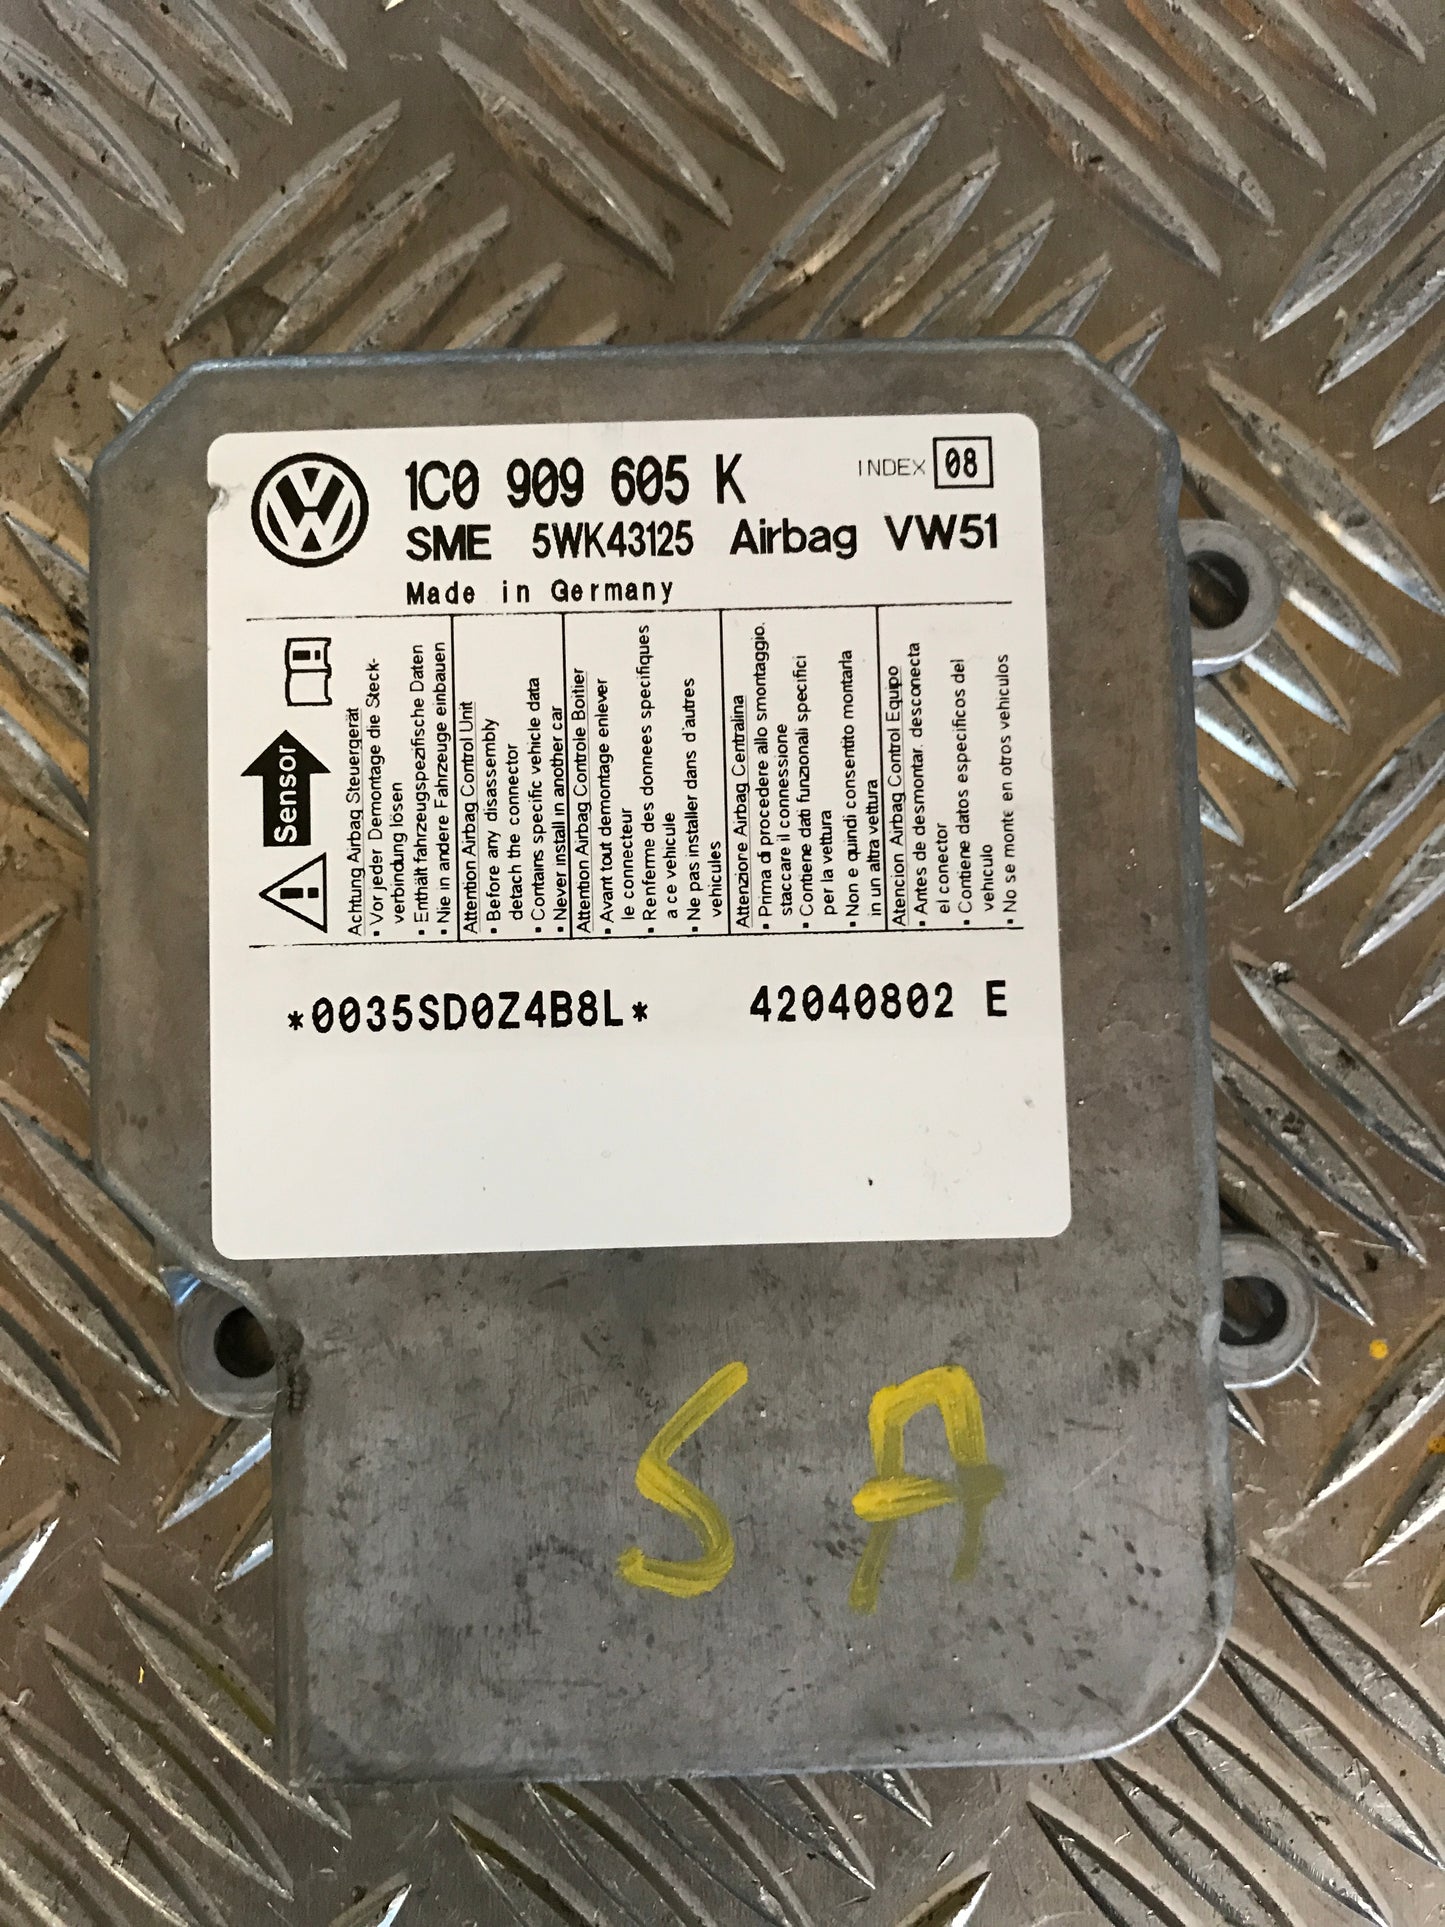 1C0 909 605 K
INDEX 08
SME 5WK43125 Airbag VW51
Made in Germany
Sensor
Achtung Airbag Steuergerät
• Vor jeder Demontage die Steck-
verbindung lösen
• Enthält fahrzeugspezifische Daten
• Nie in andere Fahrzeuge einbauen
Attention Airbag Control Unit
• Before any disassembly
detach the connector
• Contains specific vehicle data
• Never install in another car
Attention Airbag Controle Boitier
• Avant tout demontage enlever
le connecteur
• Renferme des donnees specifiques
a ce vehicule
• Ne pas installer dans d'autres
vehicules
Attenzione Airbag Centralina
• Prima di procedere allo smontaggio.
staccare il connessione
• Contiene dati funzionali specifici
per la vettura
• Non e quindi consentito montarla
in un altra vettura
Atencion Airbag Control Equipo
• Antes de desmontar. desconecta
el conector
• Contiene datos especificos del
vehiculo
• No se monte en otros vehiculos
*0035SD0Z4B8L* 42040802 E
SA